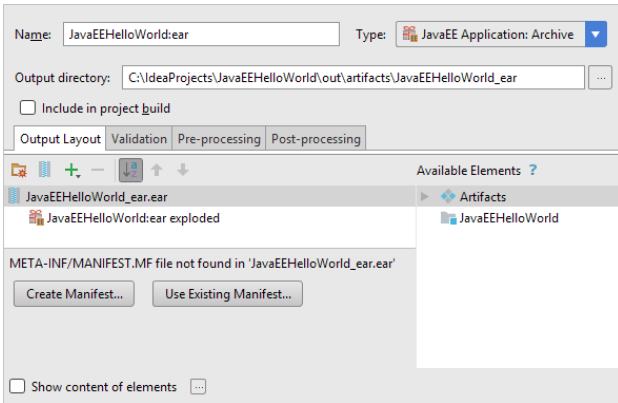 Name: JavaEEHelloWorld:ear Type: JavaEE Application: Archive
Output directory: C:\IdeaProjects\JavaEEHelloWorld\out\artifacts\JavaEEHelloWorld_ear ...
Include in project build
Output Layout Validation Pre-processing Post-processing
Available Elements ?
JavaEEHelloWorld_ear.ear
JavaEEHelloWorld:ear exploded
Artifacts
JavaEEHelloWorld
META-INF/MANIFEST.MF file not found in 'JavaEEHelloWorld_ear.ear'
Create Manifest... Use Existing Manifest...
Show content of elements ...